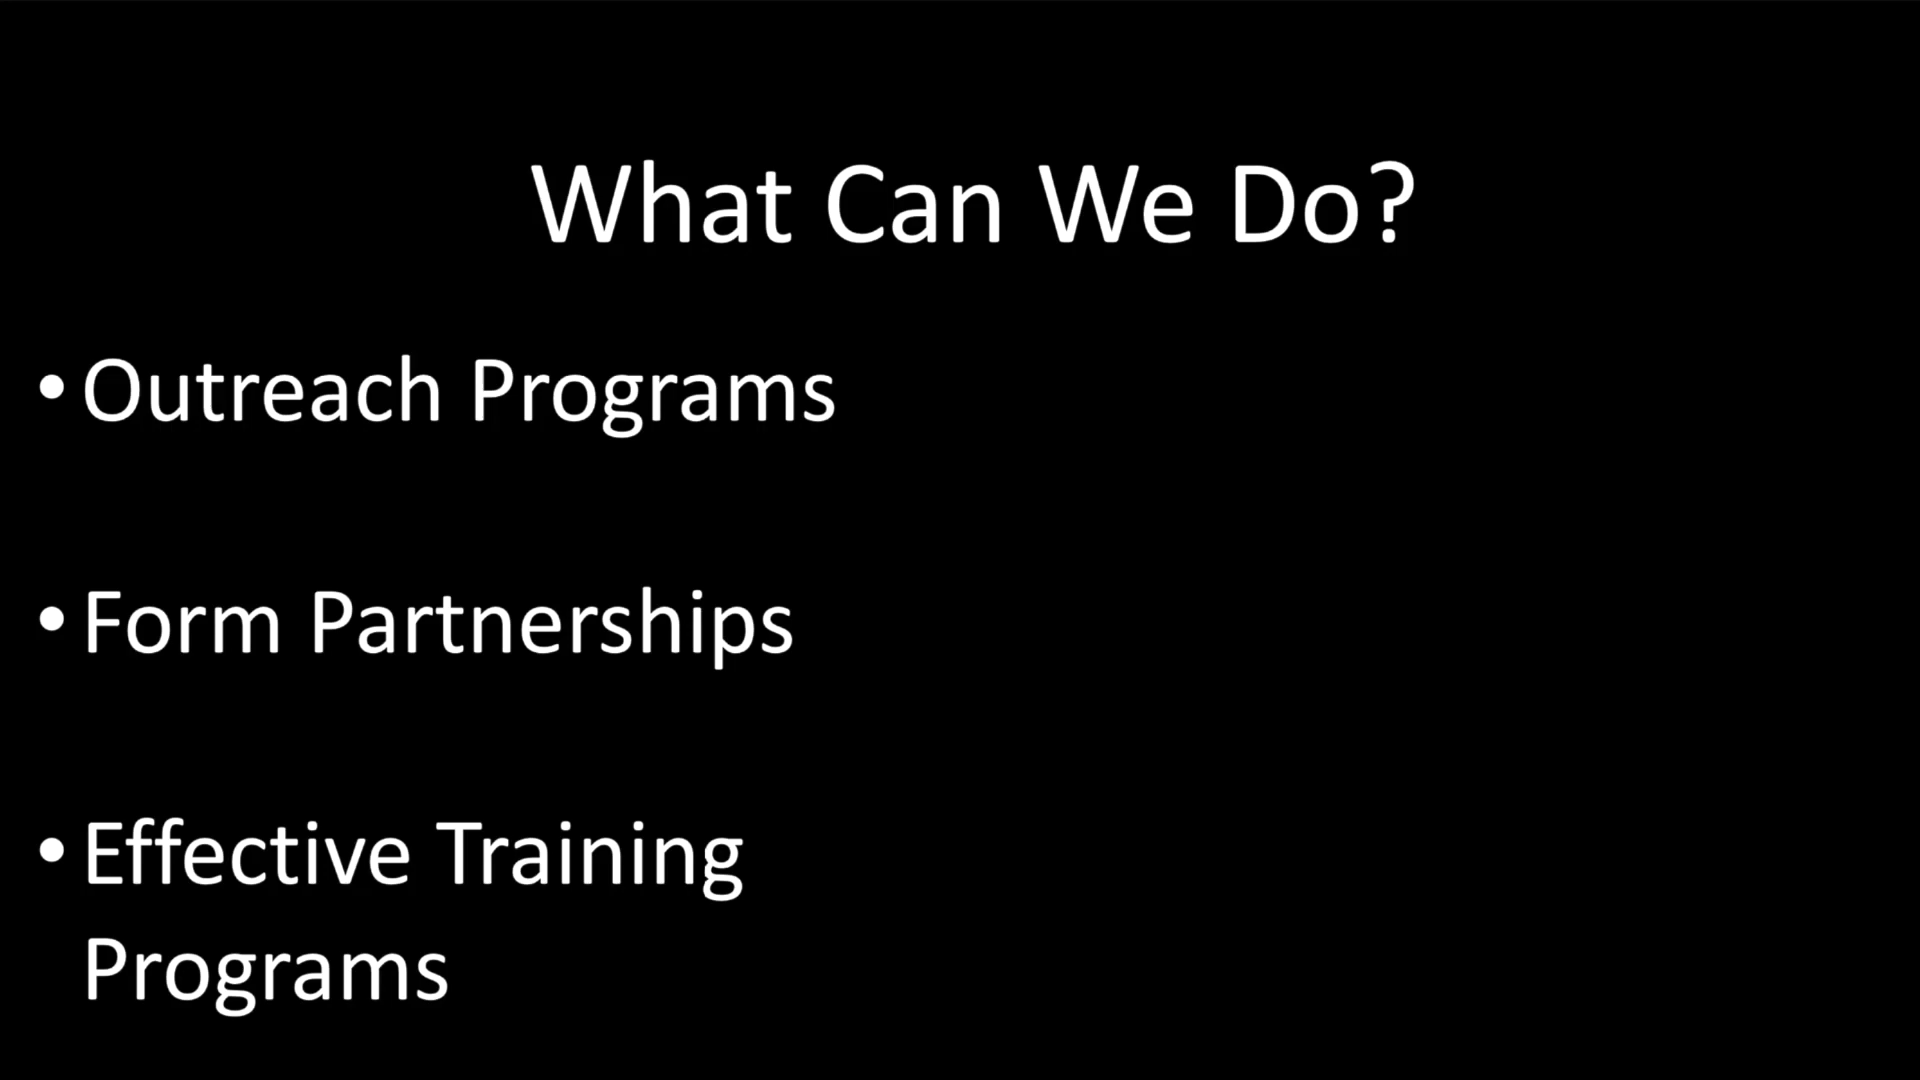 What Can We Do?
• Outreach Programs
• Form Partnerships
• Effective Training
Programs